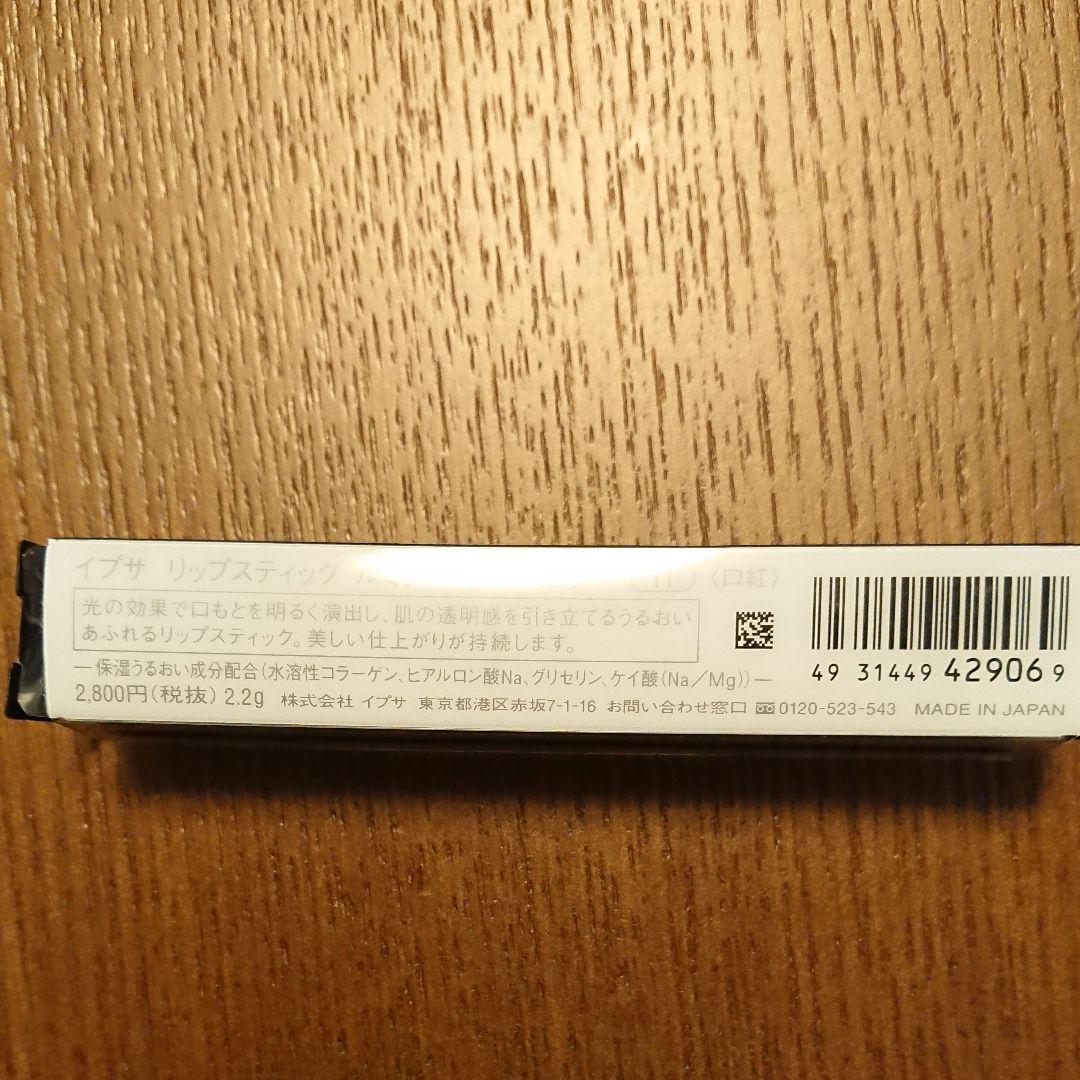 イプサ リップスティック 〈口紅〉
光の効果で口もとを明るく演出し、肌の透明感を引き立てるうるおい
あふれるリップスティック。美しい仕上がりが持続します。
— 保湿うるおい成分配合(水溶性コラーゲン、ヒアルロン酸Na、グリセリン、ケイ酸(Na/Mg))—
2,800円(税抜) 2.2g 株式会社 イプサ 東京都港区赤坂7-1-16 お問い合わせ窓口 0120-523-543 MADE IN JAPAN
4931449429069